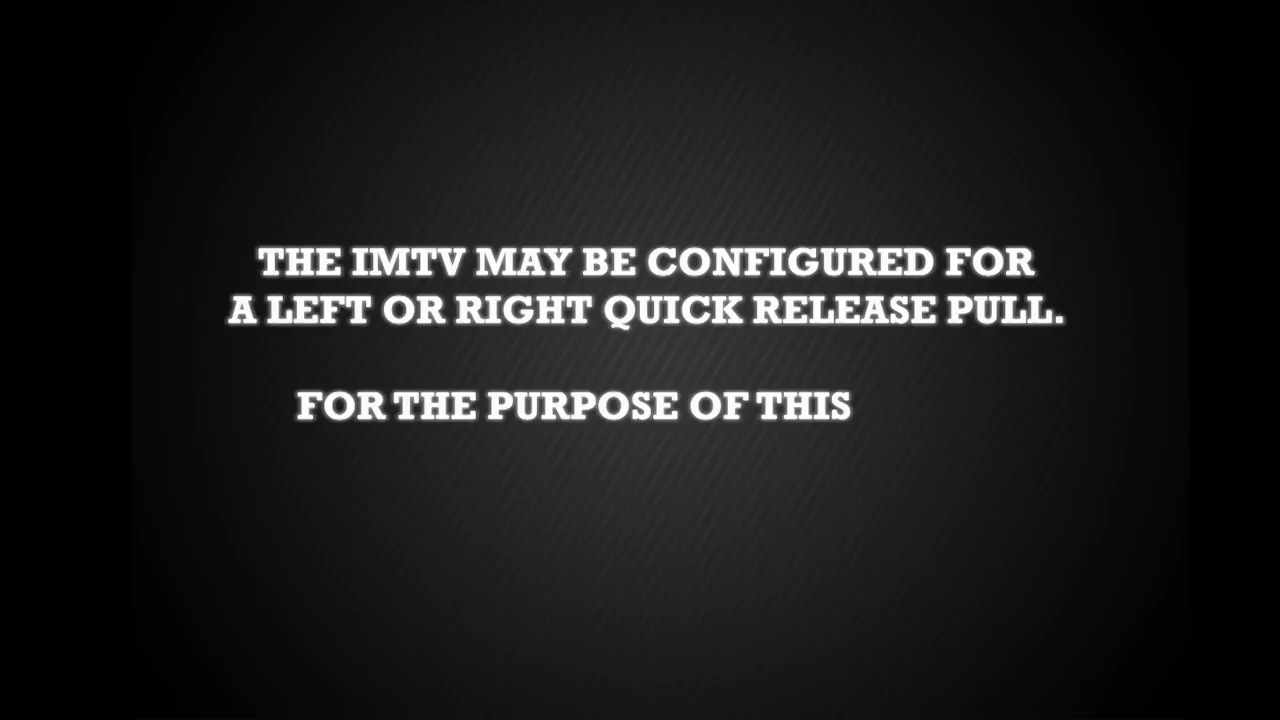 THE IMTV MAY BE CONFIGURED FOR
A LEFT OR RIGHT QUICK RELEASE PULL.
FOR THE PURPOSE OF THIS